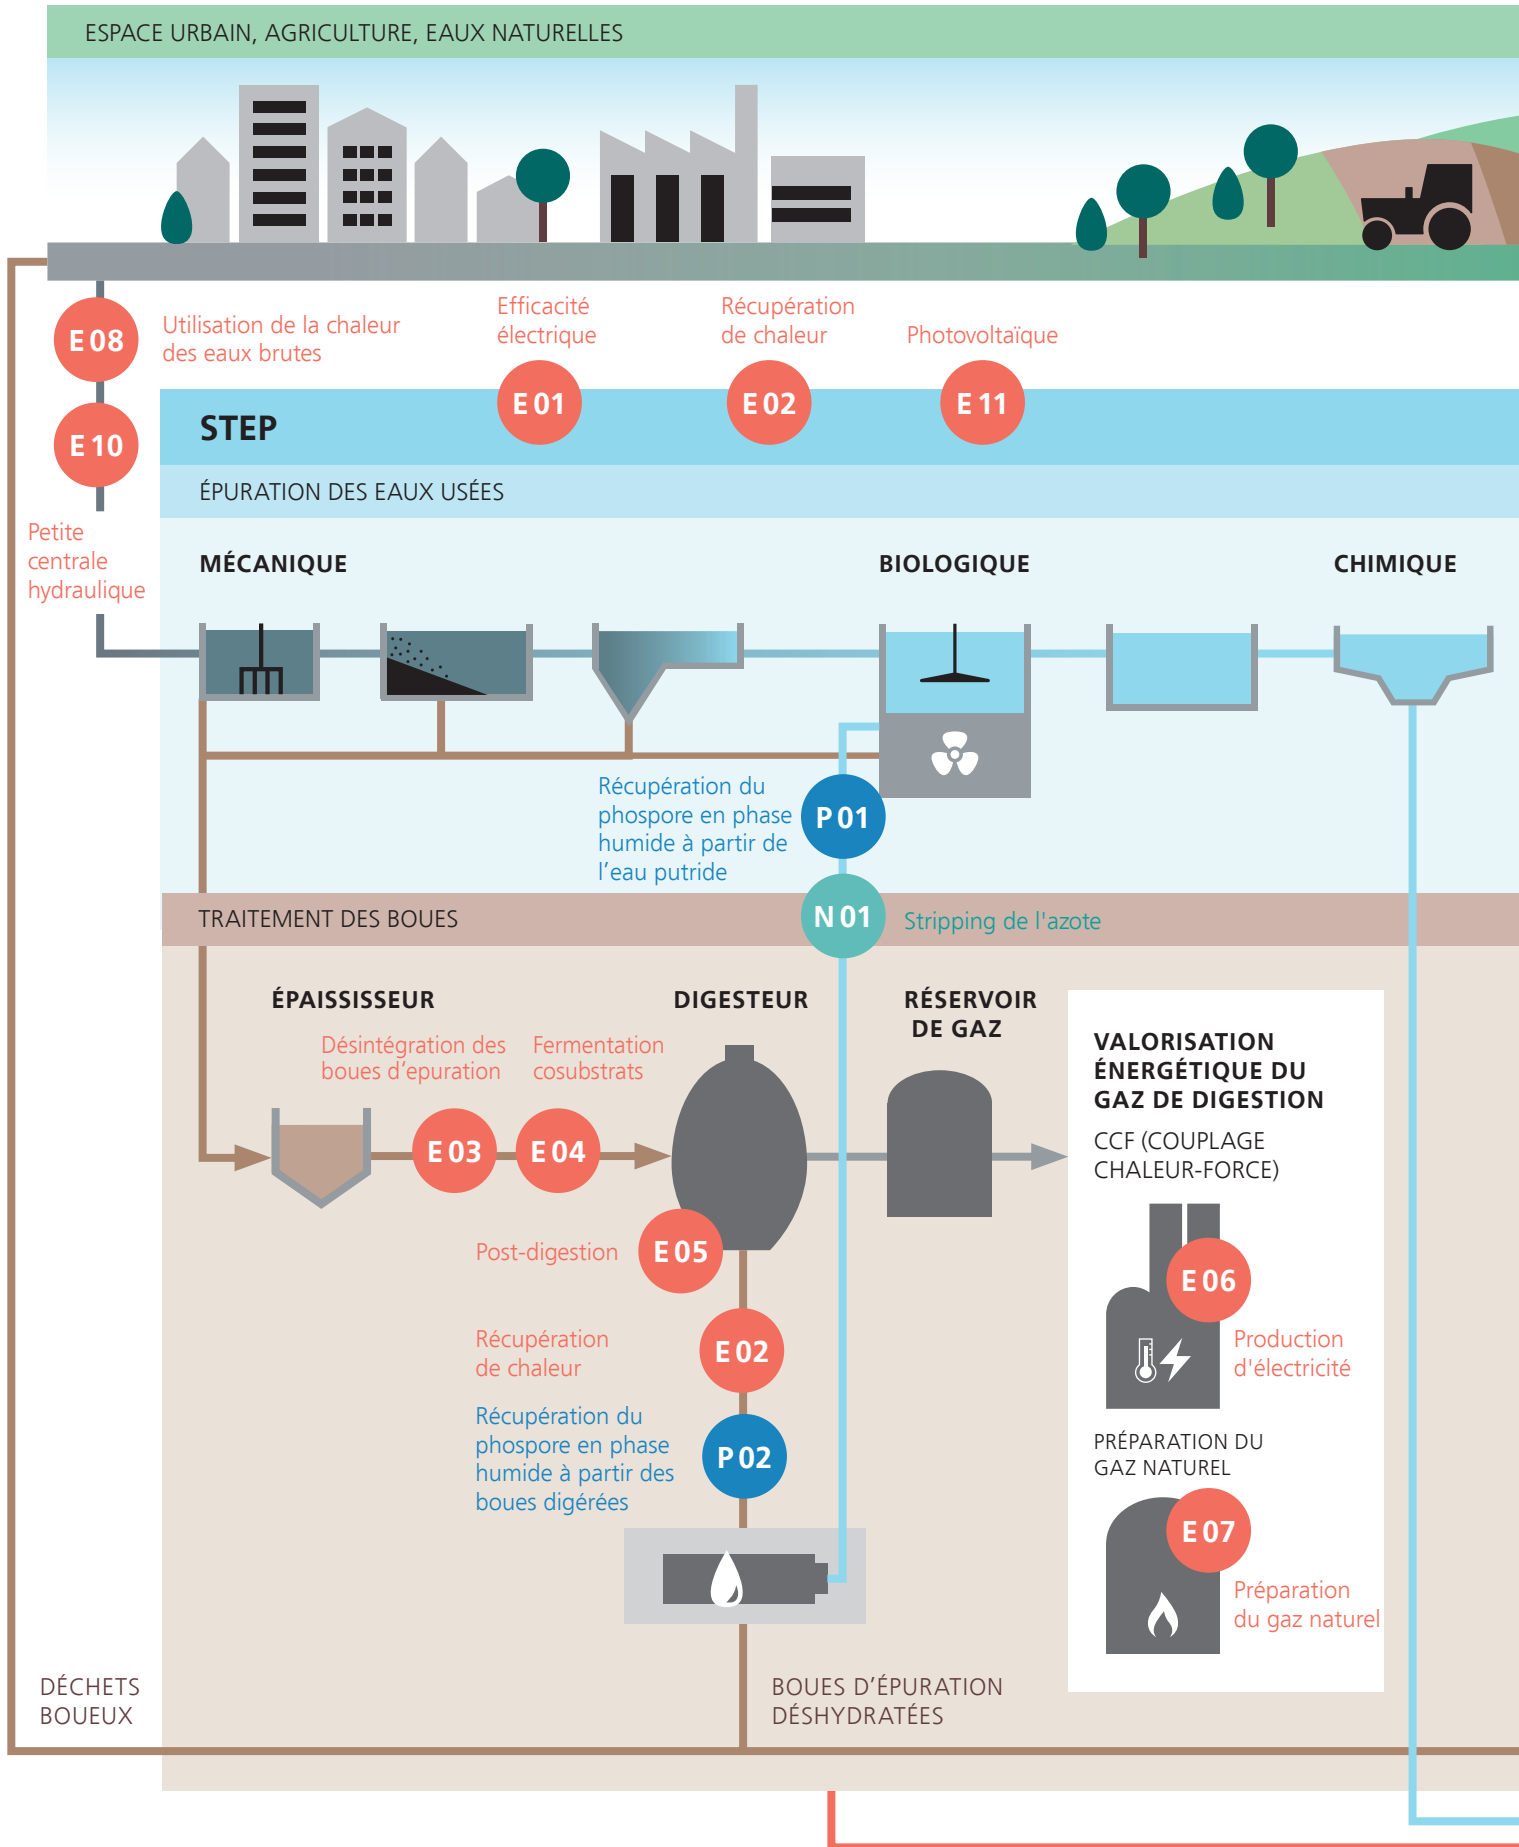 ESPACE URBAIN, AGRICULTURE, EAUX NATURELLES
E 08
Utilisation de la chaleur
des eaux brutes
Efficacité
électrique
E 01
Récupération
de chaleur
E 02
Photovoltaïque
E 11
E 10
Petite
centrale
hydraulique
STEP
ÉPURATION DES EAUX USÉES
MÉCANIQUE
BIOLOGIQUE
CHIMIQUE
Récupération du
phospore en phase
humide à partir de
l’eau putride
P 01
TRAITEMENT DES BOUES
N 01
Stripping de l'azote
ÉPAISSISSEUR
DIGESTEUR
RÉSERVOIR
DE GAZ
Désintégration des
boues d’epuration
Fermentation
cosubstrats
E 03
E 04
VALORISATION
ÉNERGÉTIQUE DU
GAZ DE DIGESTION
CCF (COUPLAGE
CHALEUR-FORCE)
Post-digestion
E 05
E 06
Production
d'électricité
Récupération
de chaleur
E 02
Récupération du
phospore en phase
humide à partir des
boues digérées
P 02
PRÉPARATION DU
GAZ NATUREL
E 07
Préparation
du gaz naturel
DÉCHETS
BOUEUX
BOUES D’ÉPURATION
DÉSHYDRATÉES